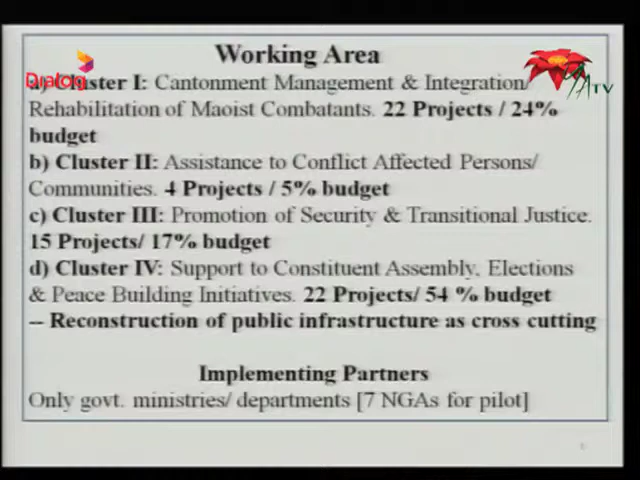 Working Area
Dialog
a) Cluster I: Cantonment Management & Integration/
TV
Rehabilitation of Maoist Combatants. 22 Projects / 24%
budget
b) Cluster II: Assistance to Conflict Affected Persons/
Communities. 4 Projects / 5% budget
c) Cluster III: Promotion of Security & Transitional Justice.
15 Projects/ 17% budget
d) Cluster IV: Support to Constituent Assembly, Elections
& Peace Building Initiatives. 22 Projects/ 54 % budget
-- Reconstruction of public infrastructure as cross cutting
Implementing Partners
Only govt. ministries/ departments [7 NGAs for pilot]